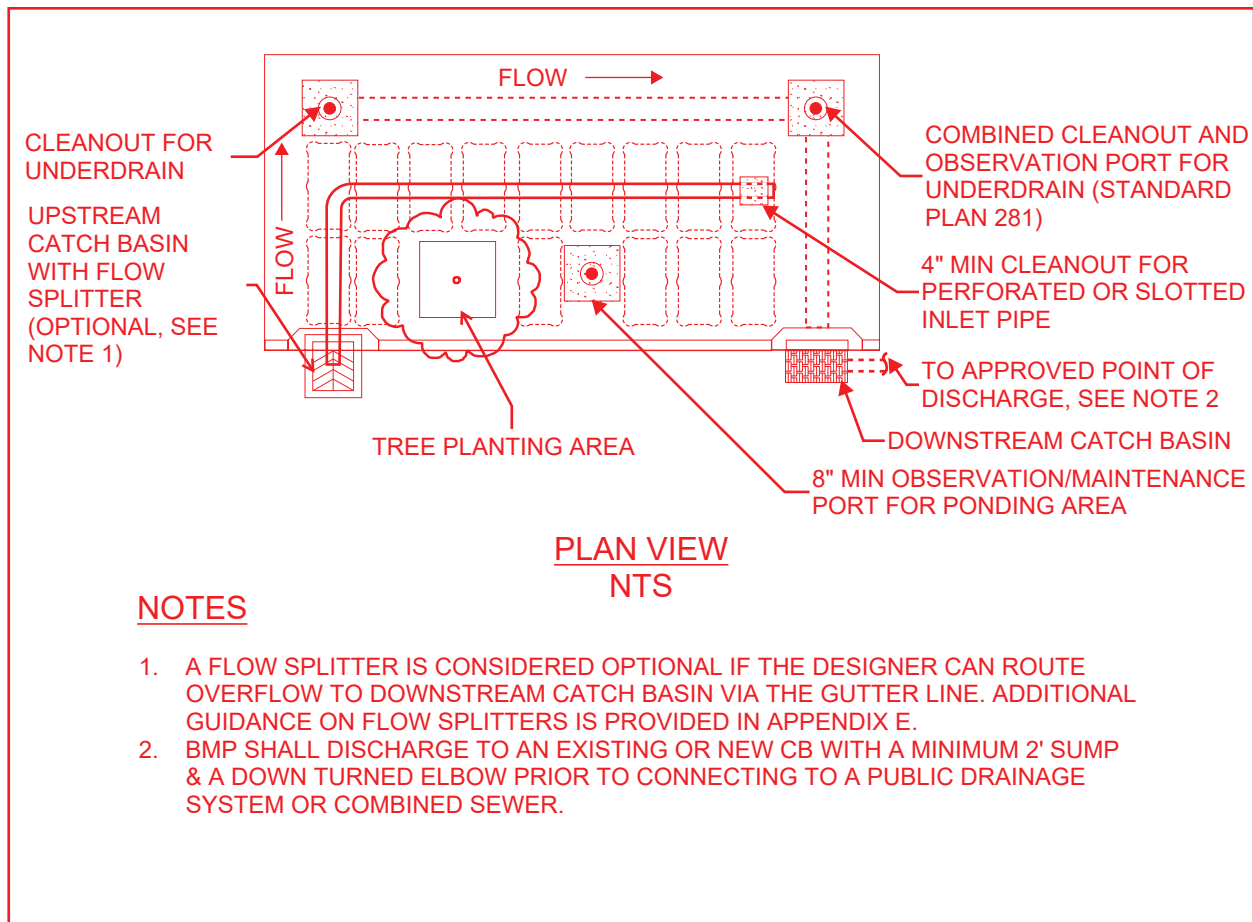 FLOW
CLEANOUT FOR
UNDERDRAIN
UPSTREAM
CATCH BASIN
WITH FLOW
SPLITTER
(OPTIONAL, SEE
NOTE 1)
FLOW
COMBINED CLEANOUT AND
OBSERVATION PORT FOR
UNDERDRAIN (STANDARD
PLAN 281)
4" MIN CLEANOUT FOR
PERFORATED OR SLOTTED
INLET PIPE
TO APPROVED POINT OF
DISCHARGE, SEE NOTE 2
DOWNSTREAM CATCH BASIN
TREE PLANTING AREA
8" MIN OBSERVATION/MAINTENANCE
PORT FOR PONDING AREA
PLAN VIEW
NTS
NOTES
1. A FLOW SPLITTER IS CONSIDERED OPTIONAL IF THE DESIGNER CAN ROUTE
OVERFLOW TO DOWNSTREAM CATCH BASIN VIA THE GUTTER LINE. ADDITIONAL
GUIDANCE ON FLOW SPLITTERS IS PROVIDED IN APPENDIX E.
2. BMP SHALL DISCHARGE TO AN EXISTING OR NEW CB WITH A MINIMUM 2' SUMP
& A DOWN TURNED ELBOW PRIOR TO CONNECTING TO A PUBLIC DRAINAGE
SYSTEM OR COMBINED SEWER.